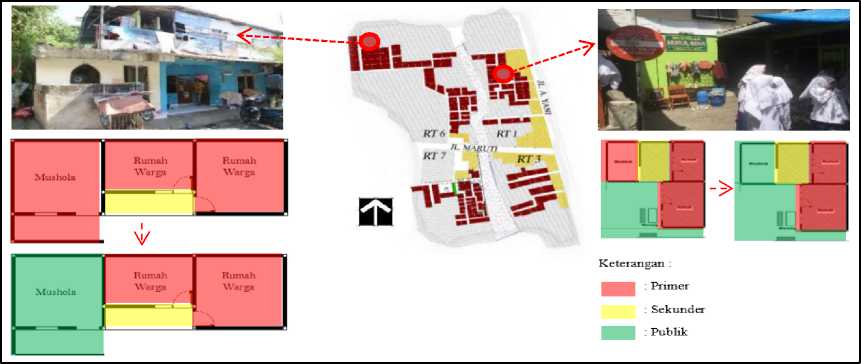 RT 6
RT 1
JL. A. YANI
JL. MARUTI
RT 7
RT 3
Mushola
Rumah
Warga
Rumah
Warga
Mushola
Rumah
Warga
Rumah
Warga
Keterangan :
: Primer
: Sekunder
: Publik